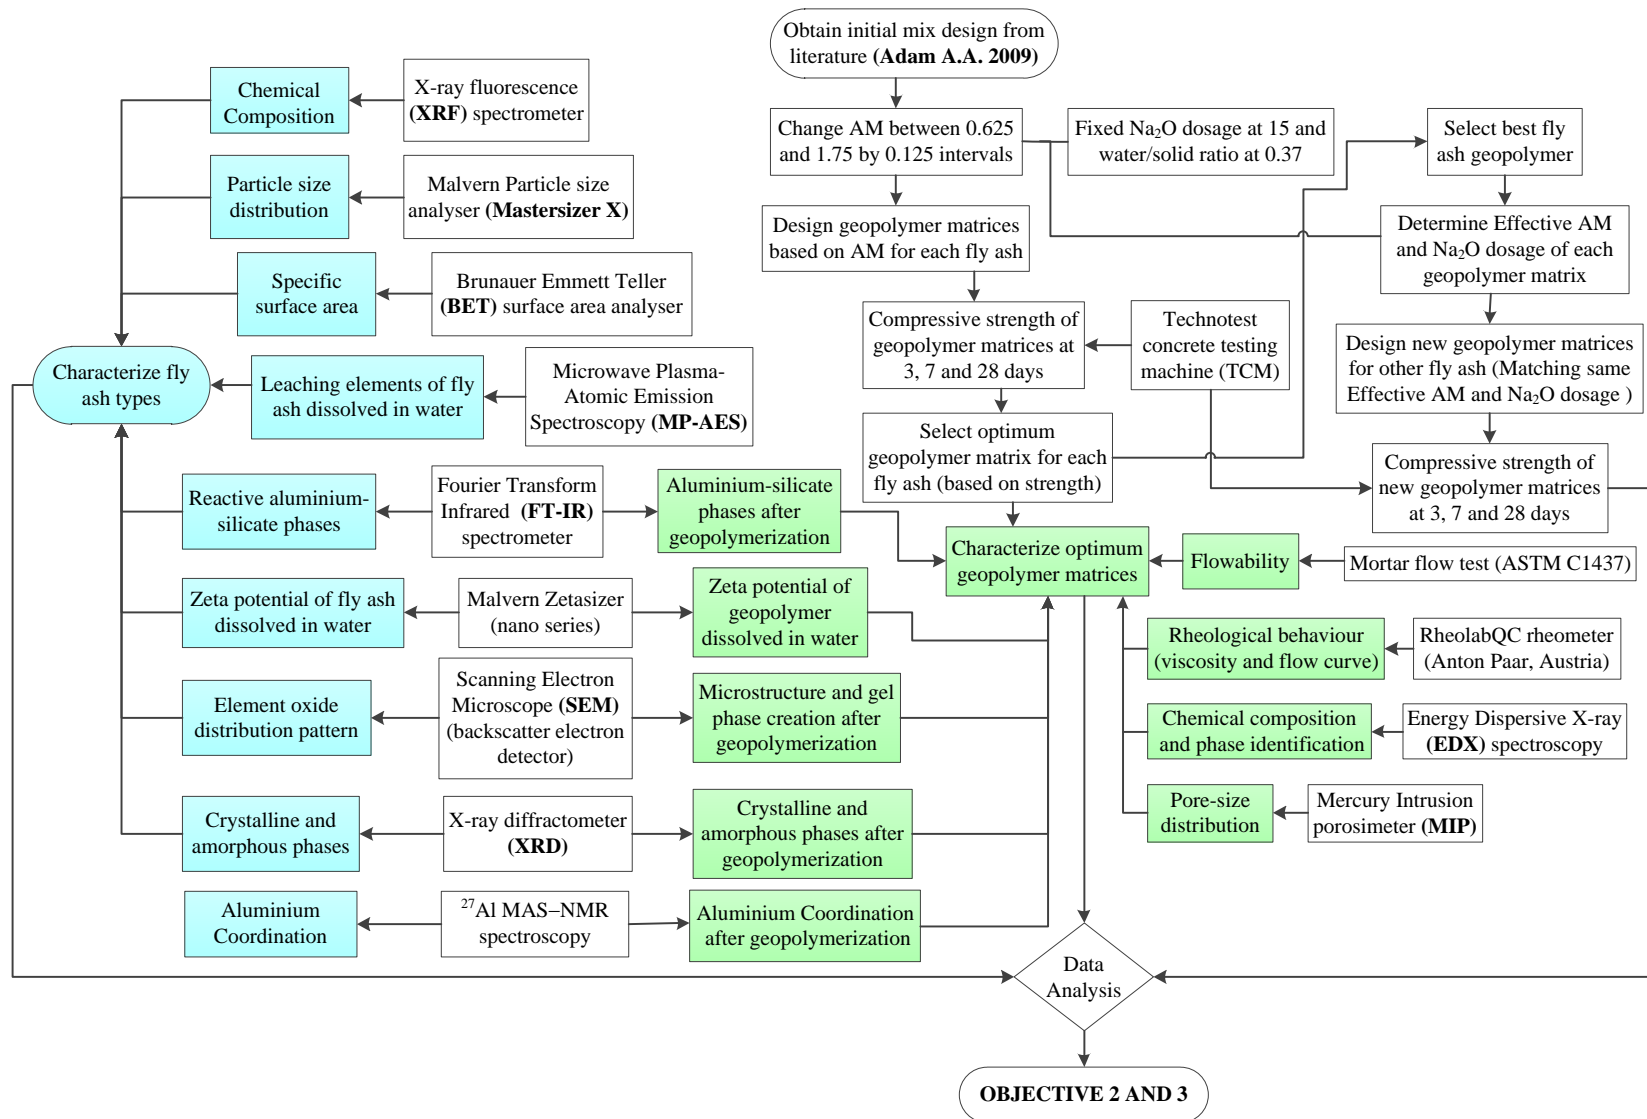 Obtain initial mix design from
literature (Adam A.A. 2009)
Change AM between 0.625
and 1.75 by 0.125 intervals
Fixed Na₂O dosage at 15 and
water/solid ratio at 0.37
Select best fly
ash geopolymer
Design geopolymer matrices
based on AM for each fly ash
Determine Effective AM
and Na₂O dosage of each
geopolymer matrix
Compressive strength of
geopolymer matrices at
3, 7 and 28 days
Technotest
concrete testing
machine (TCM)
Design new geopolymer matrices
for other fly ash (Matching same
Effective AM and Na₂O dosage )
Select optimum
geopolymer matrix for each
fly ash (based on strength)
Compressive strength of
new geopolymer matrices
at 3, 7 and 28 days
Chemical
Composition
X-ray fluorescence
(XRF) spectrometer
Particle size
distribution
Malvern Particle size
analyser (Mastersizer X)
Specific
surface area
Brunauer Emmett Teller
(BET) surface area analyser
Characterize fly
ash types
Leaching elements of fly
ash dissolved in water
Microwave Plasma-
Atomic Emission
Spectroscopy (MP-AES)
Reactive aluminium-
silicate phases
Fourier Transform
Infrared (FT-IR)
spectrometer
Aluminium-silicate
phases after
geopolymerization
Characterize optimum
geopolymer matrices
Flowability
Mortar flow test (ASTM C1437)
Zeta potential of fly ash
dissolved in water
Malvern Zetasizer
(nano series)
Zeta potential of
geopolymer
dissolved in water
Rheological behaviour
(viscosity and flow curve)
RheolabQC rheometer
(Anton Paar, Austria)
Element oxide
distribution pattern
Scanning Electron
Microscope (SEM)
(backscatter electron
detector)
Microstructure and gel
phase creation after
geopolymerization
Chemical composition
and phase identification
Energy Dispersive X-ray
(EDX) spectroscopy
Crystalline and
amorphous phases
X-ray diffractometer
(XRD)
Crystalline and
amorphous phases after
geopolymerization
Pore-size
distribution
Mercury Intrusion
porosimeter (MIP)
Aluminium
Coordination
²⁷Al MAS−NMR
spectroscopy
Aluminium Coordination
after geopolymerization
Data
Analysis
OBJECTIVE 2 AND 3